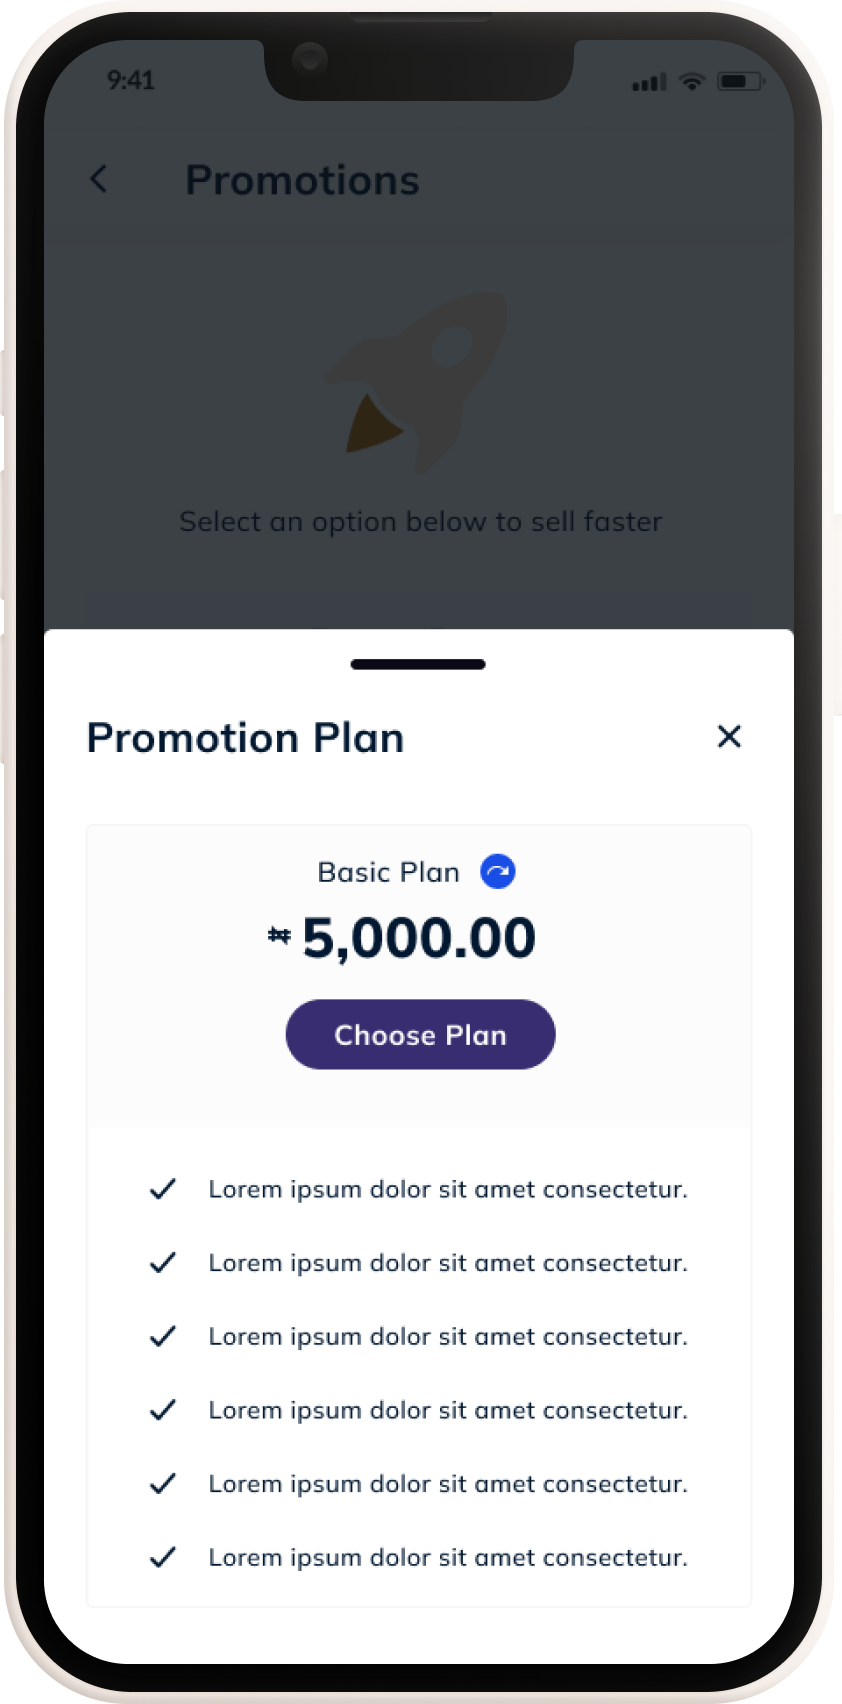 9:41
Promotions
Select an option below to sell faster
Promotion Plan
Basic Plan
₦ 5,000.00
Choose Plan
Lorem ipsum dolor sit amet consectetur.
Lorem ipsum dolor sit amet consectetur.
Lorem ipsum dolor sit amet consectetur.
Lorem ipsum dolor sit amet consectetur.
Lorem ipsum dolor sit amet consectetur.
Lorem ipsum dolor sit amet consectetur.